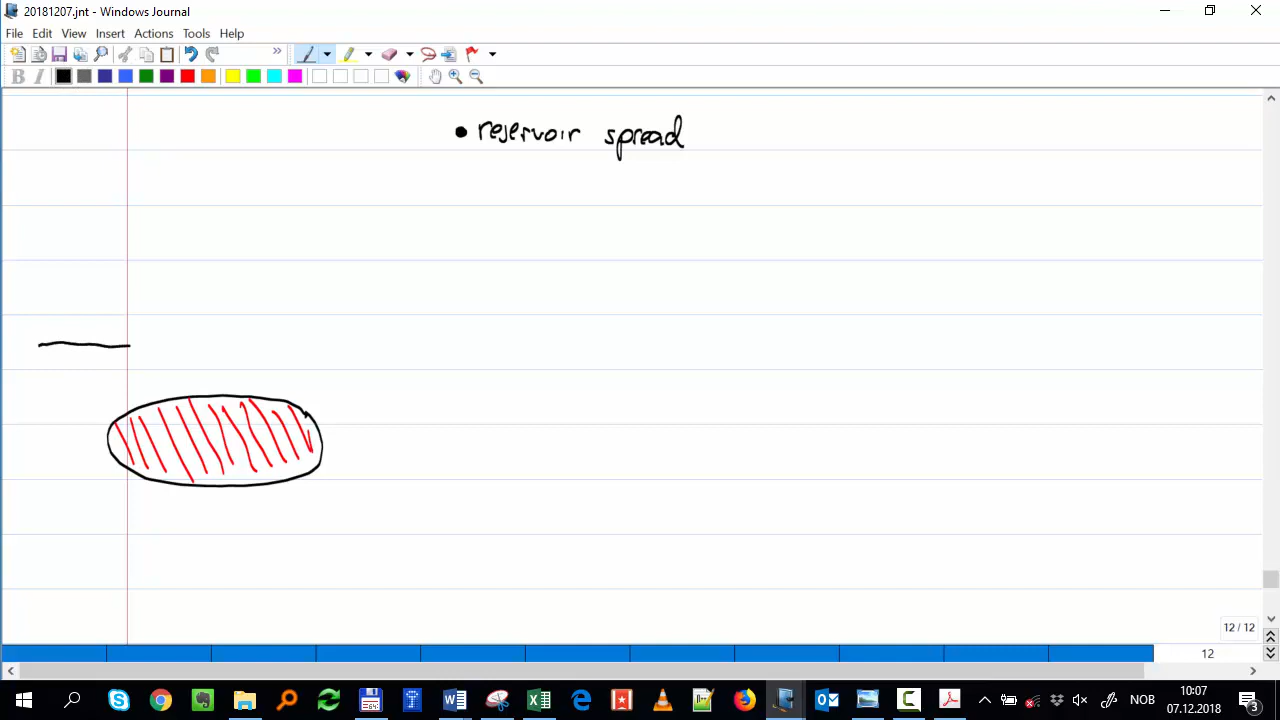 20181207.jnt - Windows Journal
File Edit View Insert Actions Tools Help
B I
• reservoir spread
12 / 12
12
NOB
10:07
07.12.2018
3